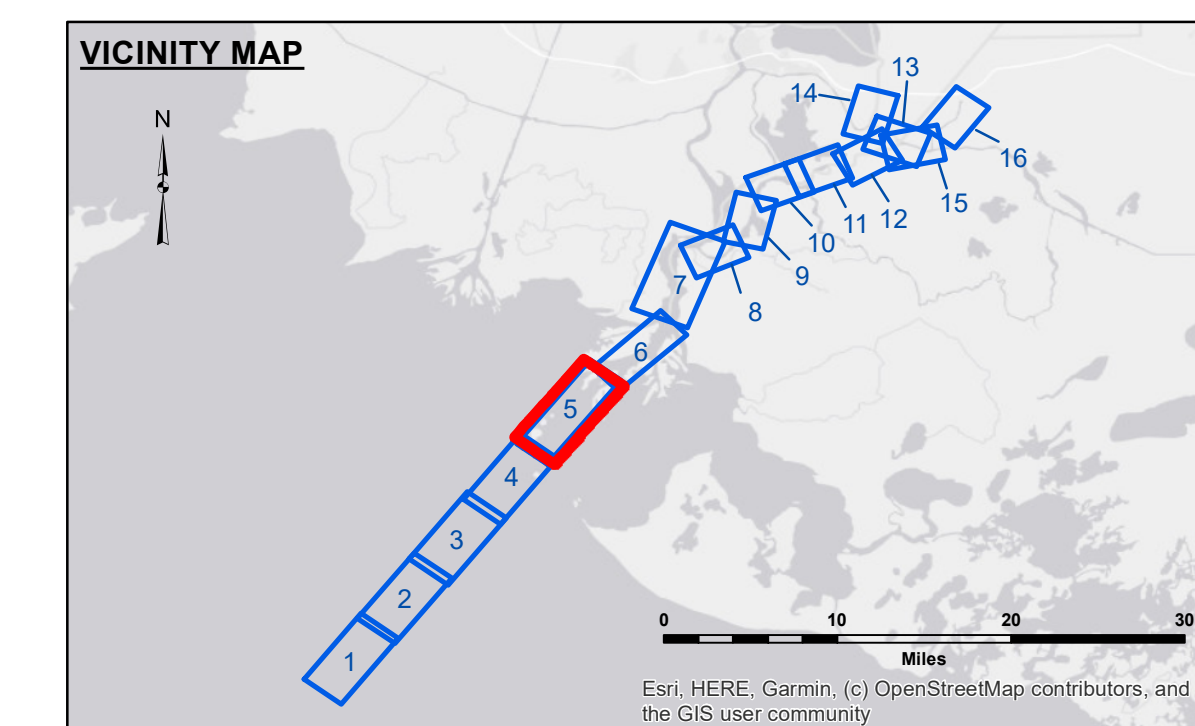 VICINITY MAP
N
13
14
16
15
12
11
10
9
8
7
6
5
4
3
2
1
0 10 20 30
Miles
Esri, HERE, Garmin, (c) OpenStreetMap contributors, and
the GIS user community